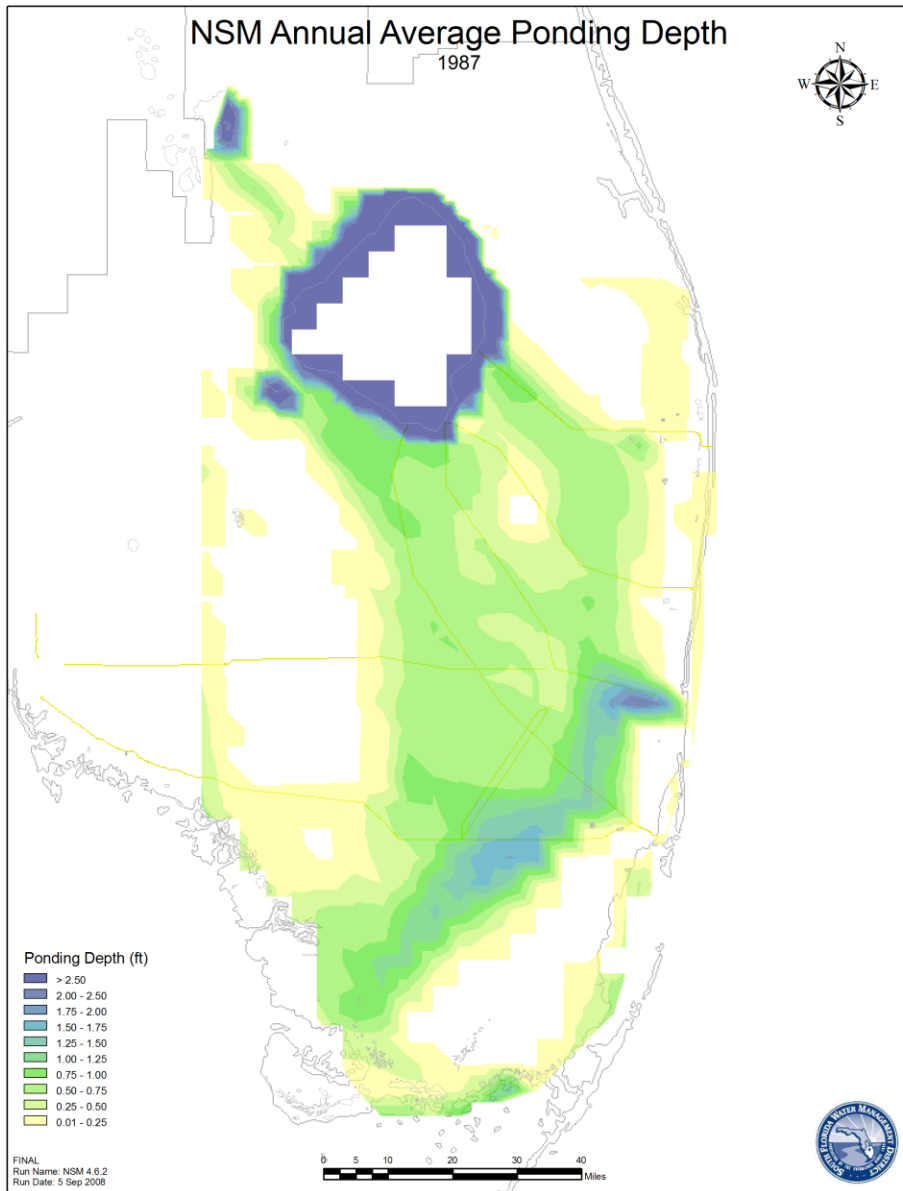 NSM Annual Average Ponding Depth
1987
N
W
E
S
Ponding Depth (ft)
> 2.50
2.00 - 2.50
1.75 - 2.00
1.50 - 1.75
1.25 - 1.50
1.00 - 1.25
0.75 - 1.00
0.50 - 0.75
0.25 - 0.50
0.01 - 0.25
FINAL
Run Name: NSM 4.6.2
Run Date: 5 Sep 2008
0 5 10 20 30 40
Miles
SOUTH FLORIDA WATER MANAGEMENT DISTRICT